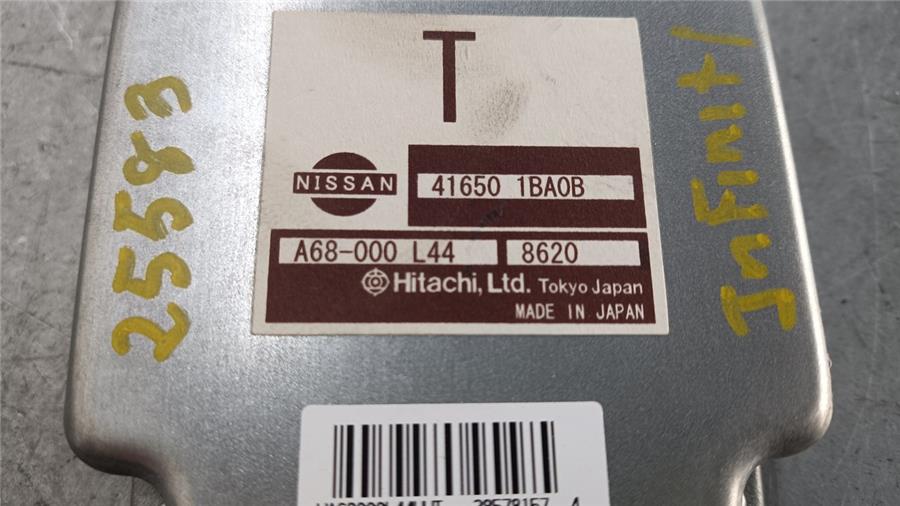 T
NISSAN
41650 1BA0B
A68-000 L44
8620
Hitachi, Ltd. Tokyo Japan
MADE IN JAPAN
25583
Infiniti